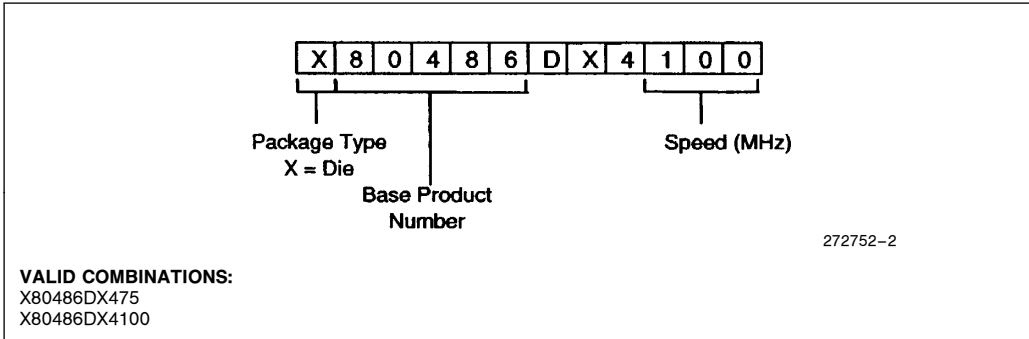 X 8 0 4 8 6 D X 4 1 0 0
Package Type
X = Die
Speed (MHz)
Base Product
Number
272752–2
VALID COMBINATIONS:
X80486DX475
X80486DX4100